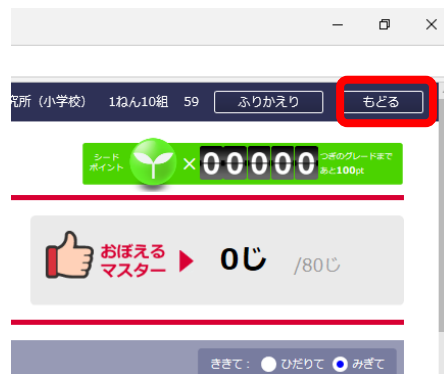 究所（小学校） 1ねん10組 59 ふりかえり もどる
シード
ポイント ×00000 つぎのグレードまで
あと100pt
おぼえる
マスター ▶ 0じ /80じ
ききて： ひだりて みぎて